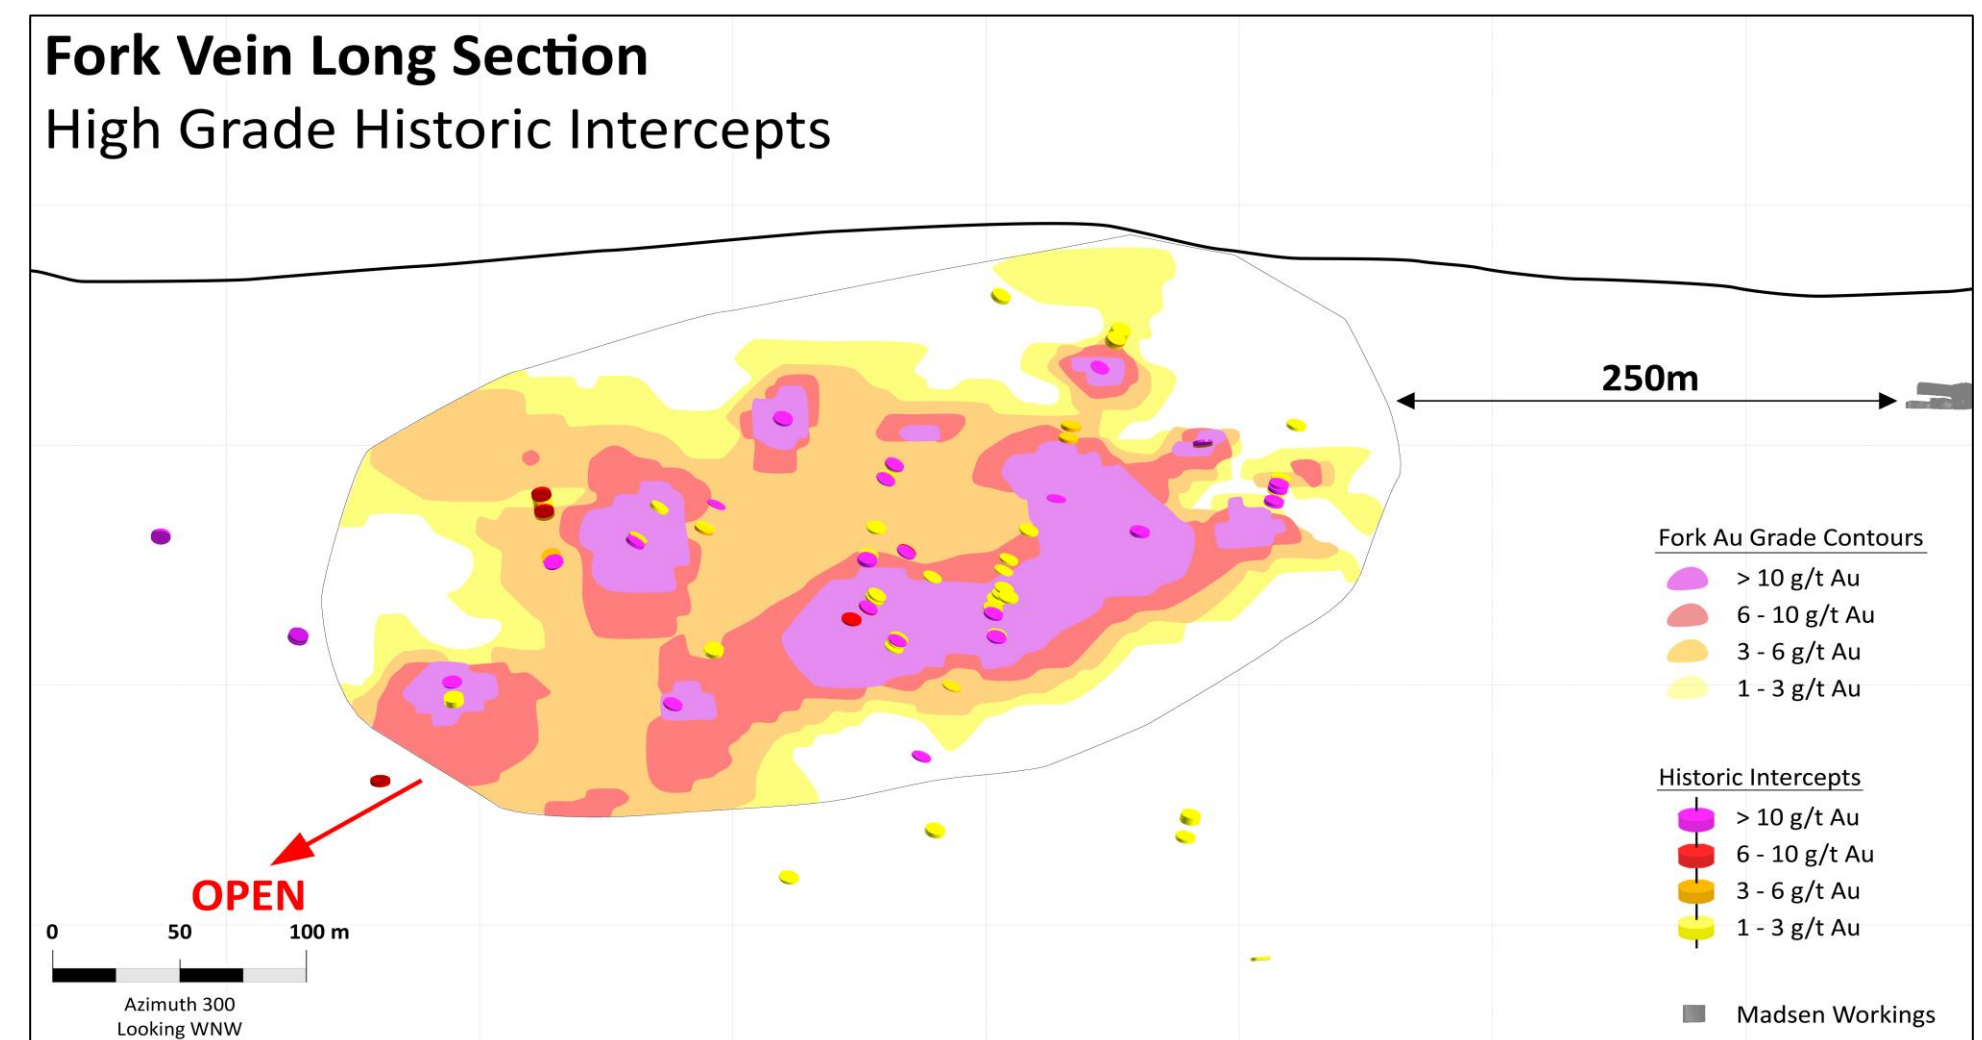 Fork Vein Long Section
High Grade Historic Intercepts
250m
Fork Au Grade Contours
> 10 g/t Au
6 - 10 g/t Au
3 - 6 g/t Au
1 - 3 g/t Au
Historic Intercepts
> 10 g/t Au
6 - 10 g/t Au
3 - 6 g/t Au
1 - 3 g/t Au
Madsen Workings
OPEN
0 50 100 m
Azimuth 300
Looking WNW